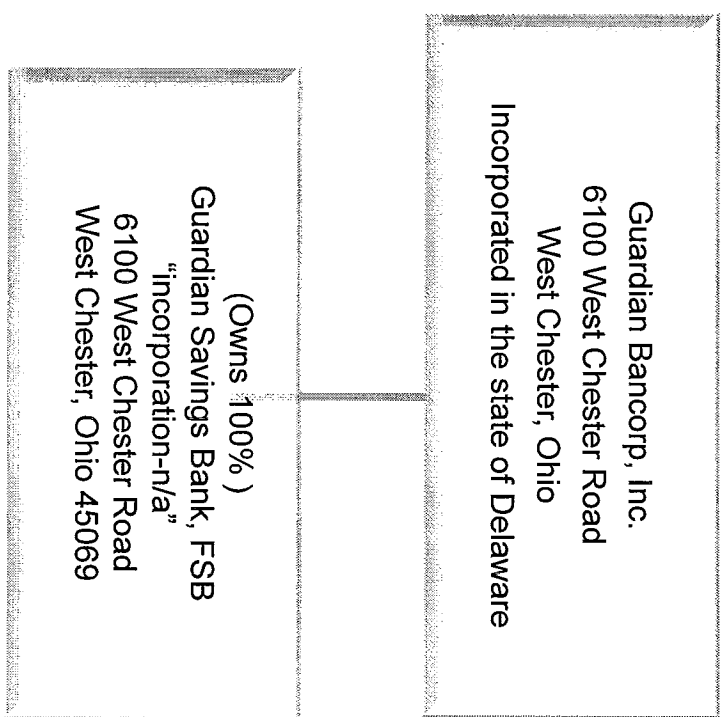 Guardian Bancorp, Inc.
6100 West Chester Road
West Chester, Ohio
Incorporated in the state of Delaware
(Owns 100% )
Guardian Savings Bank, FSB
“incorporation-n/a”
6100 West Chester Road
West Chester, Ohio 45069